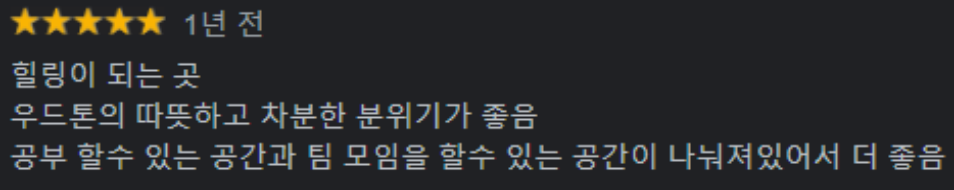 ★★★★★ 1년 전
힐링이 되는 곳
우드톤의 따뜻하고 차분한 분위기가 좋음
공부 할수 있는 공간과 팀 모임을 할수 있는 공간이 나눠져있어서 더 좋음